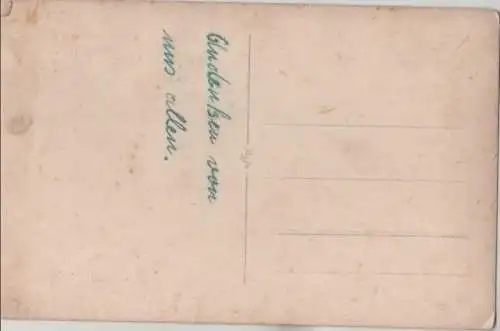 Andenken von
uns allen.